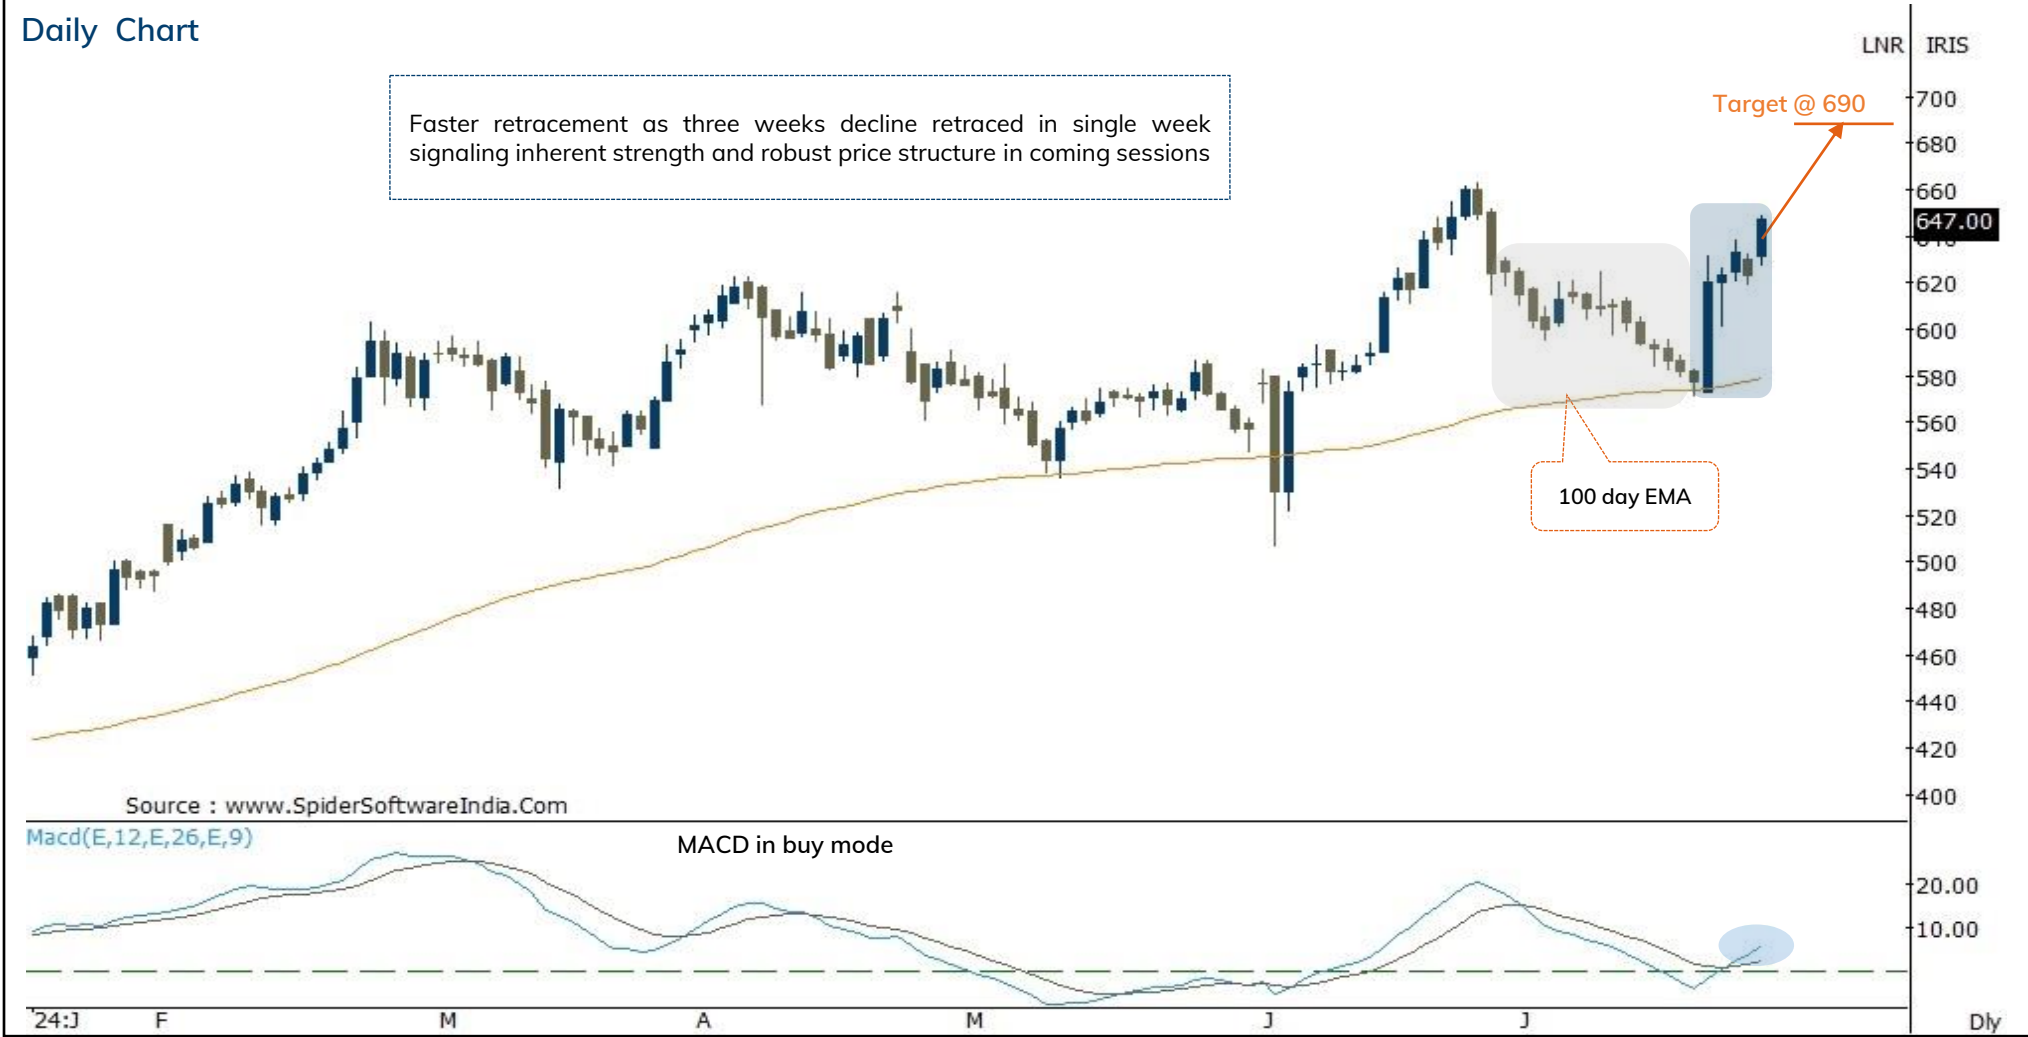 Daily Chart
LNR IRIS
Target @ 690
700
Faster retracement as three weeks decline retraced in single week
signaling inherent strength and robust price structure in coming sessions
680
660
647.00
620
600
580
560
540
100 day EMA
520
500
480
460
440
420
400
Source : www.SpiderSoftwareIndia.Com
Macd(E,12,E,26,E,9)
MACD in buy mode
20.00
10.00
'24:J F M A M J J Dly